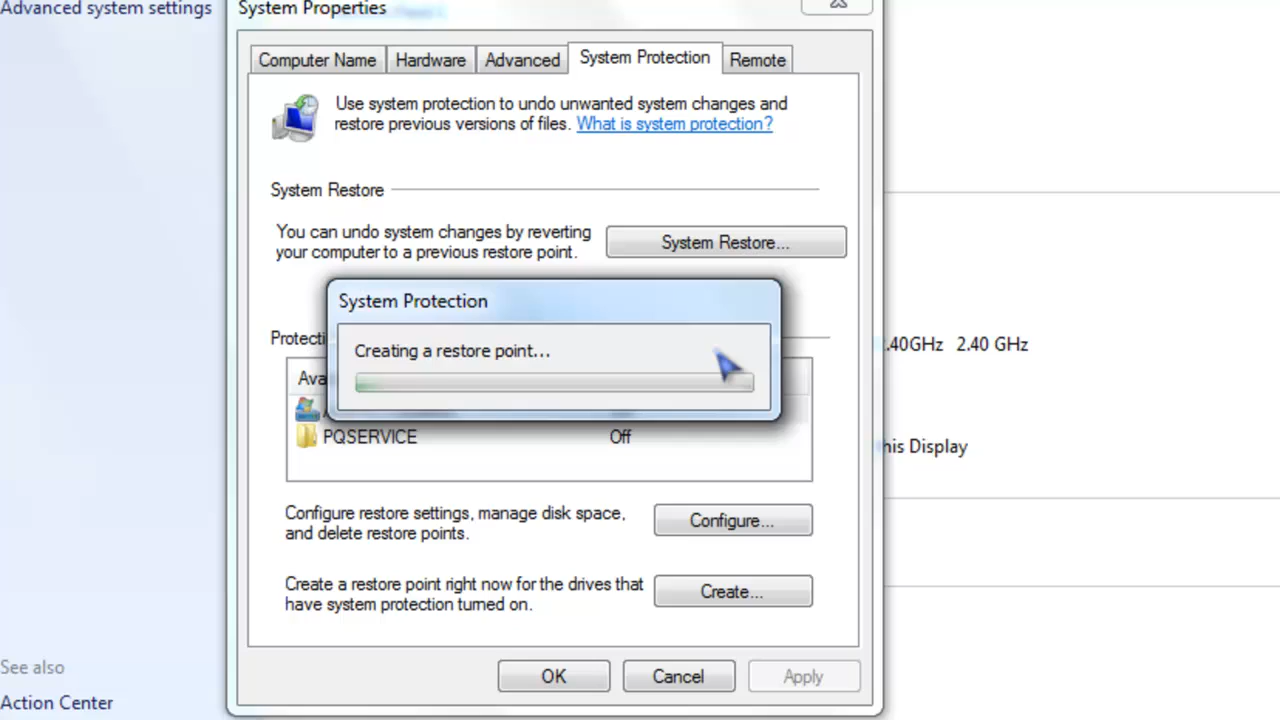 Advanced system settings
System Properties
Computer Name Hardware Advanced System Protection Remote
Use system protection to undo unwanted system changes and
restore previous versions of files. What is system protection?
System Restore
You can undo system changes by reverting
your computer to a previous restore point.
System Restore...
System Protection
Protecti
Creating a restore point...
.40GHz 2.40 GHz
Ava
PQSERVICE Off
his Display
Configure restore settings, manage disk space,
and delete restore points.
Configure...
Create a restore point right now for the drives that
have system protection turned on.
Create...
See also
OK Cancel Apply
Action Center